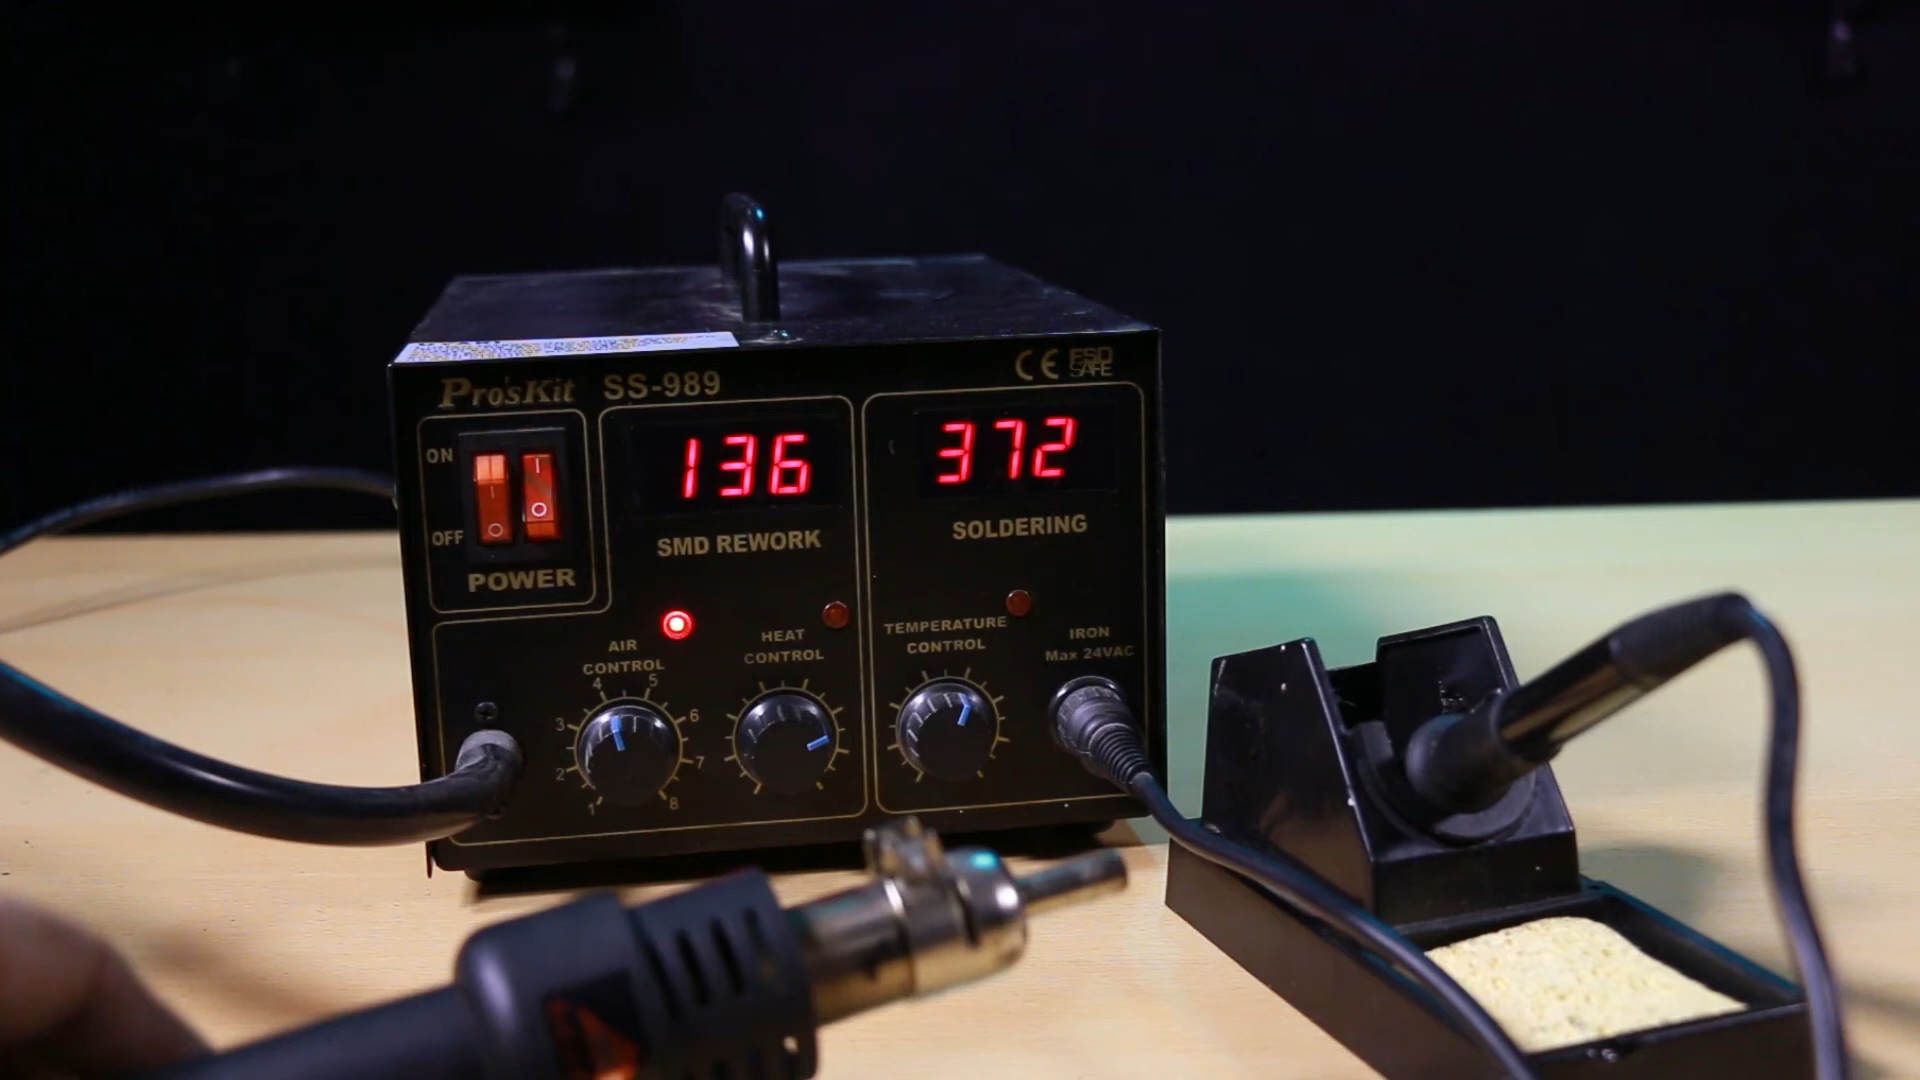 Pro'sKit SS-989
CE ESD SAFE
ON
OFF
POWER
136
SMD REWORK
372
SOLDERING
AIR CONTROL
1 2 3 4 5 6 7 8
HEAT CONTROL
TEMPERATURE CONTROL
IRON
Max 24VAC